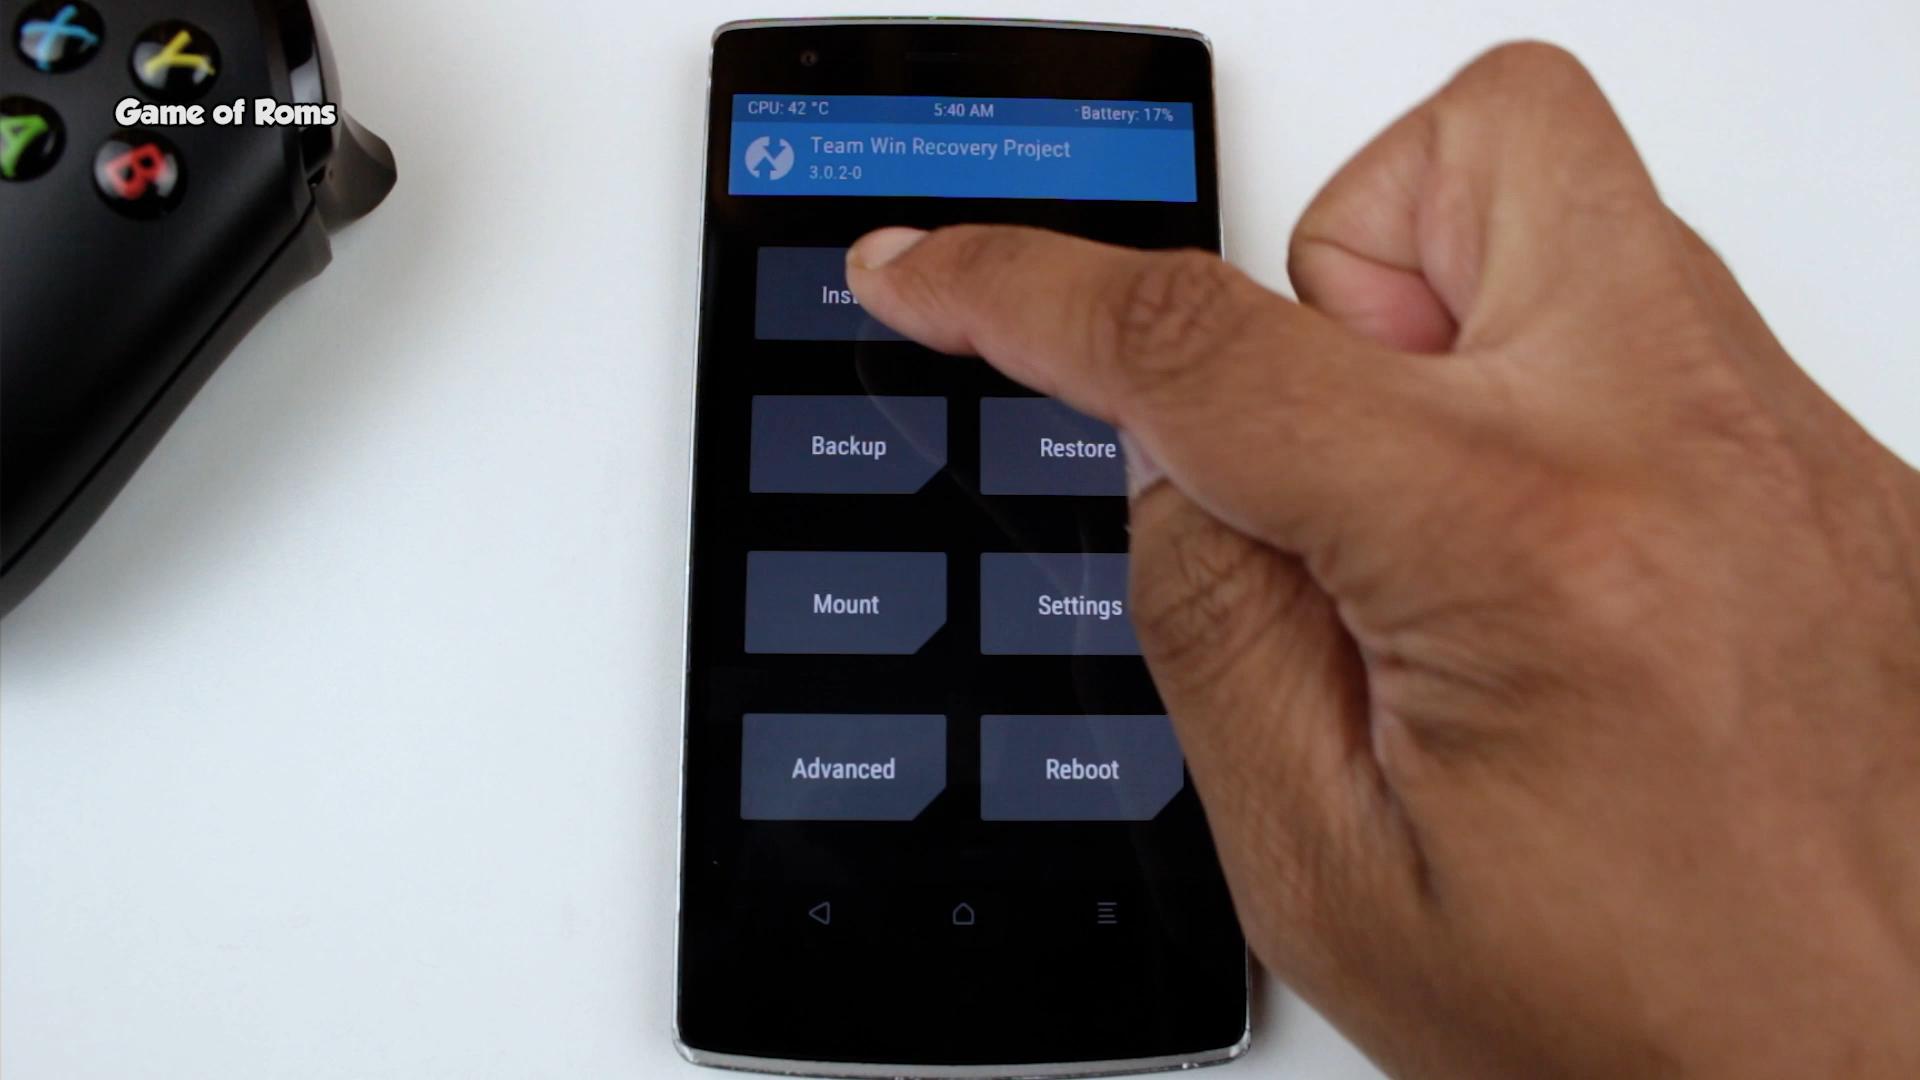 X
Y
A
B
Game of Roms
CPU: 42 °C 5:40 AM Battery: 17%
Team Win Recovery Project
3.0.2-0
Backup Restore
Mount Settings
Advanced Reboot